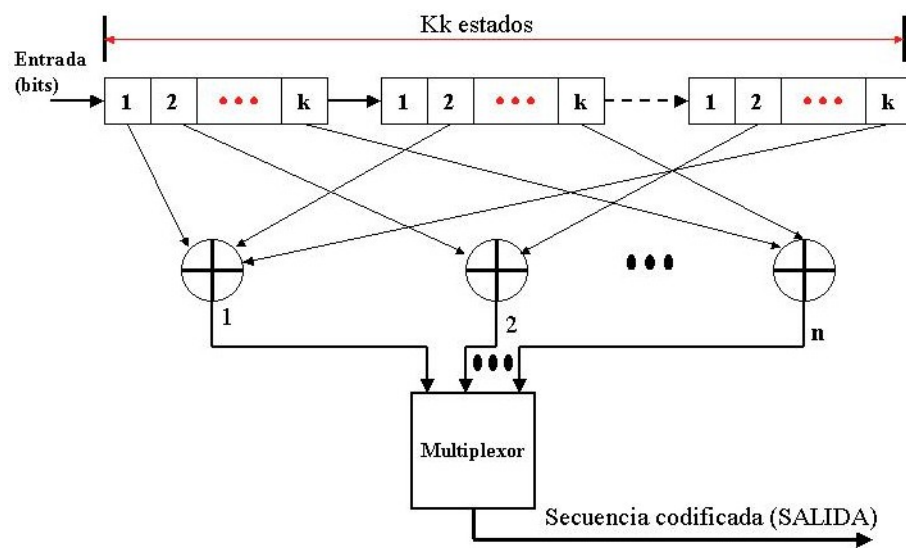 Kk estados
Entrada
(bits)
1 2 ••• k 1 2 ••• k 1 2 ••• k
1 2 n
Multiplexor
Secuencia codificada (SALIDA)